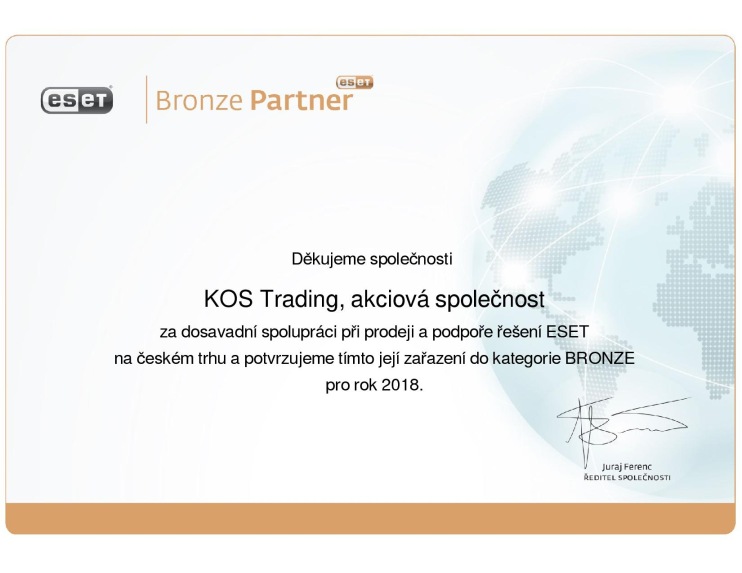 eset
Bronze Partner
eset
Děkujeme společnosti
KOS Trading, akciová společnost
za dosavadní spolupráci při prodeji a podpoře řešení ESET
na českém trhu a potvrzujeme tímto její zařazení do kategorie BRONZE
pro rok 2018.
Juraj Ferenc
ŘEDITEL SPOLEČNOSTI